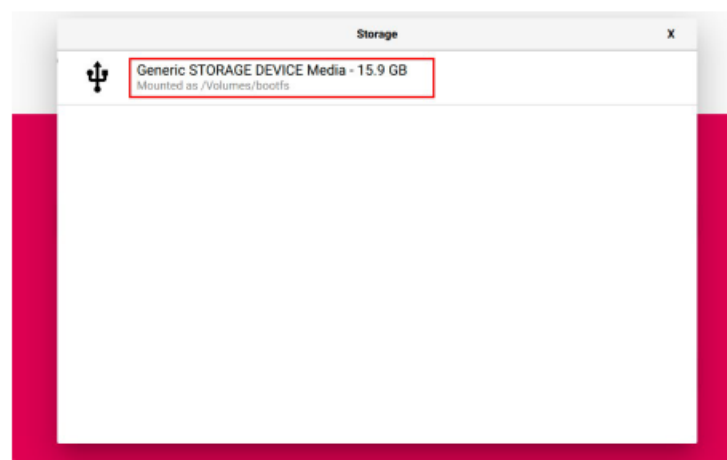 Storage
X
Generic STORAGE DEVICE Media - 15.9 GB
Mounted as /Volumes/bootfs